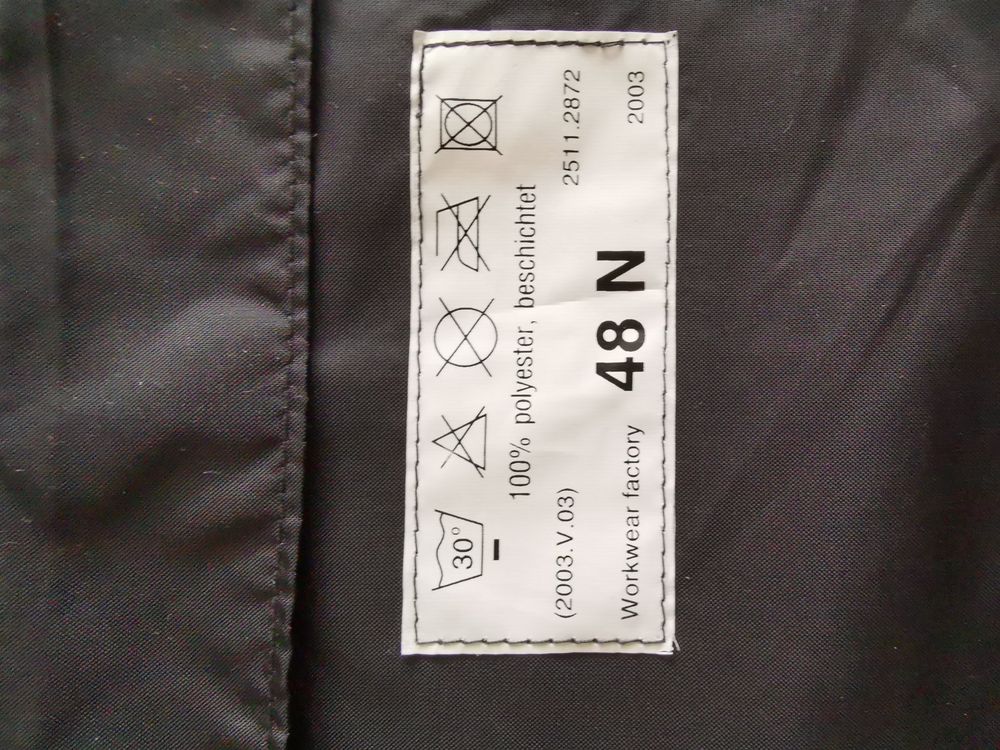 30°
100% polyester, beschichtet
(2003.V.03) 2511.2872
Workwear factory 48 N 2003